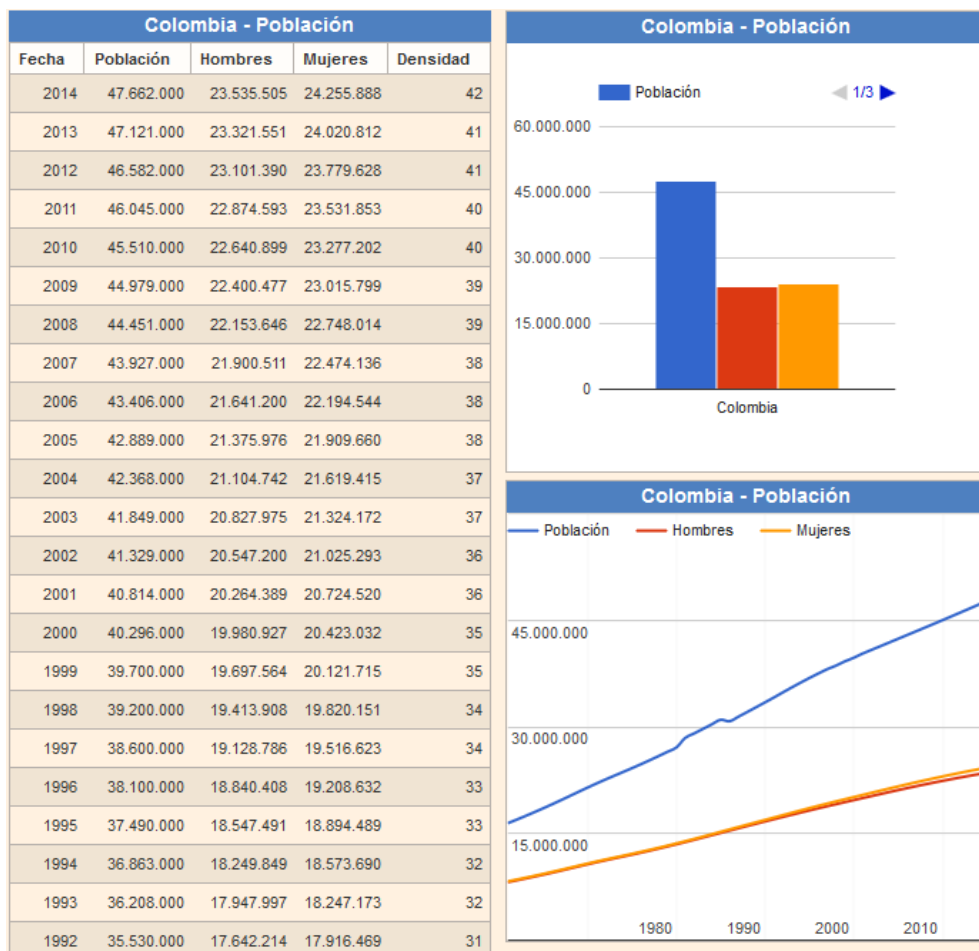 Colombia - Población
Fecha Población Hombres Mujeres Densidad
2014 47.662.000 23.535.505 24.255.888 42
2013 47.121.000 23.321.551 24.020.812 41
2012 46.582.000 23.101.390 23.779.628 41
2011 46.045.000 22.874.593 23.531.853 40
2010 45.510.000 22.640.899 23.277.202 40
2009 44.979.000 22.400.477 23.015.799 39
2008 44.451.000 22.153.646 22.748.014 39
2007 43.927.000 21.900.511 22.474.136 38
2006 43.406.000 21.641.200 22.194.544 38
2005 42.889.000 21.375.976 21.909.660 38
2004 42.368.000 21.104.742 21.619.415 37
2003 41.849.000 20.827.975 21.324.172 37
2002 41.329.000 20.547.200 21.025.293 36
2001 40.814.000 20.264.389 20.724.520 36
2000 40.296.000 19.980.927 20.423.032 35
1999 39.700.000 19.697.564 20.121.715 35
1998 39.200.000 19.413.908 19.820.151 34
1997 38.600.000 19.128.786 19.516.623 34
1996 38.100.000 18.840.408 19.208.632 33
1995 37.490.000 18.547.491 18.894.489 33
1994 36.863.000 18.249.849 18.573.690 32
1993 36.208.000 17.947.997 18.247.173 32
1992 35.530.000 17.642.214 17.916.469 31
Colombia - Población
Población 1/3
60.000.000
45.000.000
30.000.000
15.000.000
0
Colombia
Colombia - Población
Población Hombres Mujeres
45.000.000
30.000.000
15.000.000
1980 1990 2000 2010